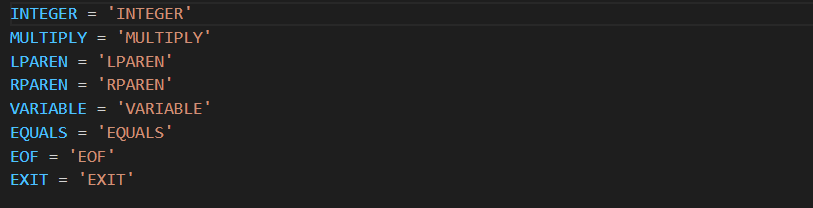 INTEGER = 'INTEGER'
MULTIPLY = 'MULTIPLY'
LPAREN = 'LPAREN'
RPAREN = 'RPAREN'
VARIABLE = 'VARIABLE'
EQUALS = 'EQUALS'
EOF = 'EOF'
EXIT = 'EXIT'